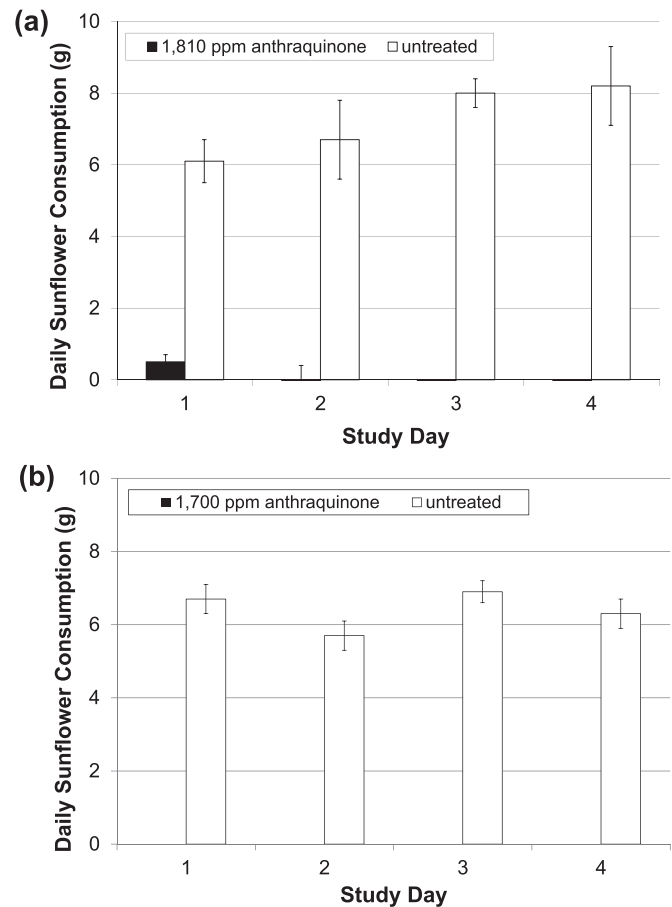 (a)
10
1,810 ppm anthraquinone
untreated
8
6
4
2
0
Daily Sunflower Consumption (g)
1
2
3
4
Study Day
(b)
10
1,700 ppm anthraquinone
untreated
8
6
4
2
0
Daily Sunflower Consumption (g)
1
2
3
4
Study Day